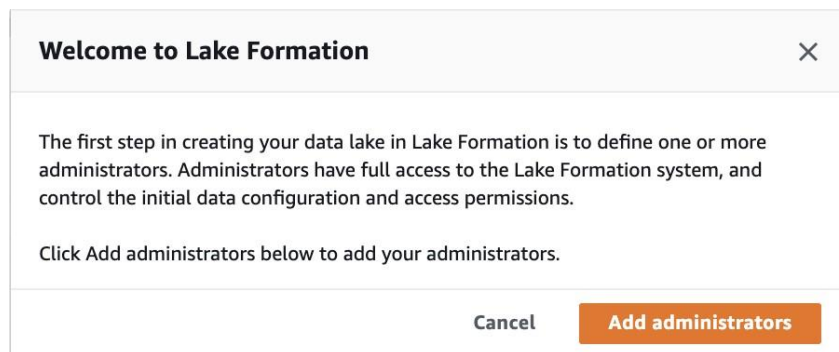 Welcome to Lake Formation
The first step in creating your data lake in Lake Formation is to define one or more
administrators. Administrators have full access to the Lake Formation system, and
control the initial data configuration and access permissions.
Click Add administrators below to add your administrators.
Cancel Add administrators